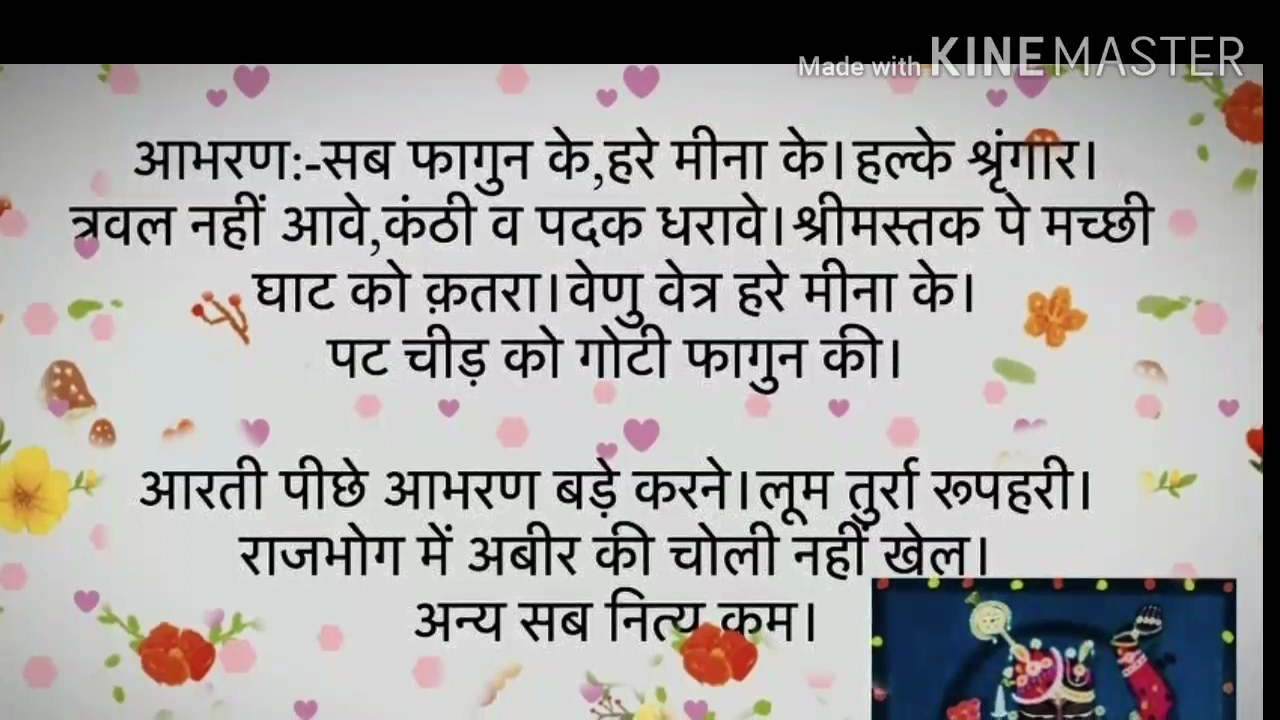 Made with KINEMASTER
आभरण:-सब फागुन के,हरे मीना के।हल्के श्रृंगार।
त्रवल नहीं आवे,कंठी व पदक धरावे।श्रीमस्तक पे मच्छी
घाट को क़तरा।वेणु वेत्र हरे मीना के।
पट चीड़ को गोटी फागुन की।
आरती पीछे आभरण बड़े करने।लूम तुर्रा रूपहरी।
राजभोग में अबीर की चोली नहीं खेल।
अन्य सब नित्य कम।